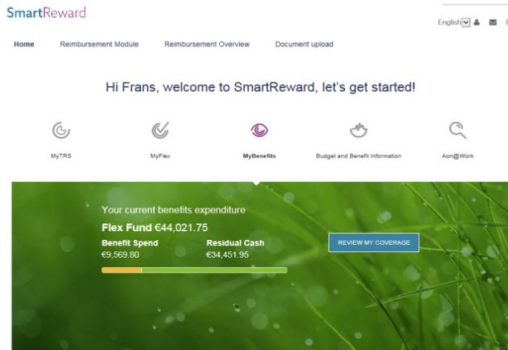 SmartReward
English
Home Reimbursement Module Reimbursement Overview Document upload
Hi Frans, welcome to SmartReward, let's get started!
MyTRS MyFlex MyBenefits Budget and Benefit Information Aon@Work
Your current benefits expenditure
Flex Fund €44,021.75
Benefit Spend Residual Cash
€9,569.80 €34,451.95
REVIEW MY COVERAGE